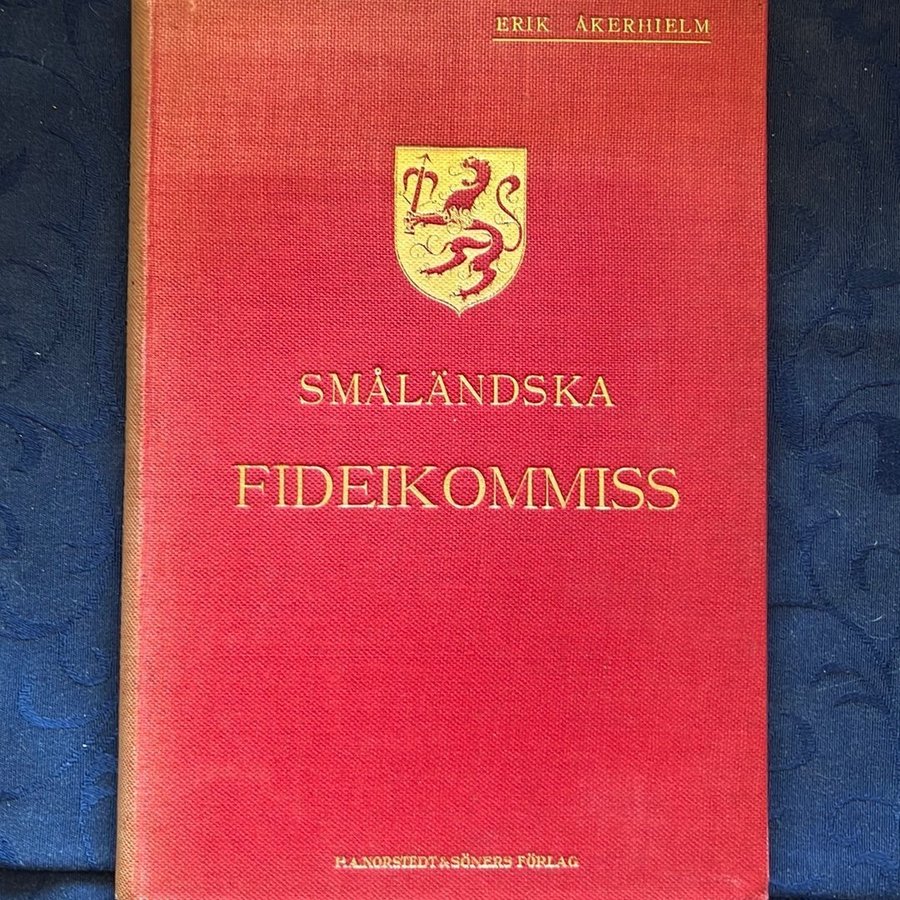 ERIK ÅKERHIELM
SMÅLÄNDSKA
FIDEIKOMMISS
P.A.NORSTEDT & SÖNERS FÖRLAG